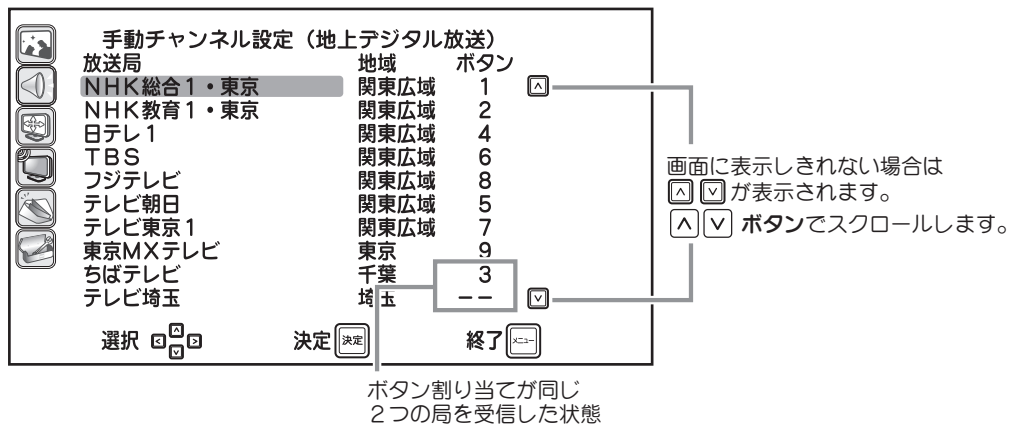 手動チャンネル設定（地上デジタル放送）
放送局 地域 ボタン
ＮＨＫ総合１・東京 関東広域 1
ＮＨＫ教育１・東京 関東広域 2
日テレ１ 関東広域 4
ＴＢＳ 関東広域 6
フジテレビ 関東広域 8
テレビ朝日 関東広域 5
テレビ東京１ 関東広域 7
東京MXテレビ 東京 9
ちばテレビ 千葉 3
テレビ埼玉 埼玉 −−
選択 決定 決定 終了 メニュー
画面に表示しきれない場合は
が表示されます。
ボタンでスクロールします。
ボタン割り当てが同じ
２つの局を受信した状態